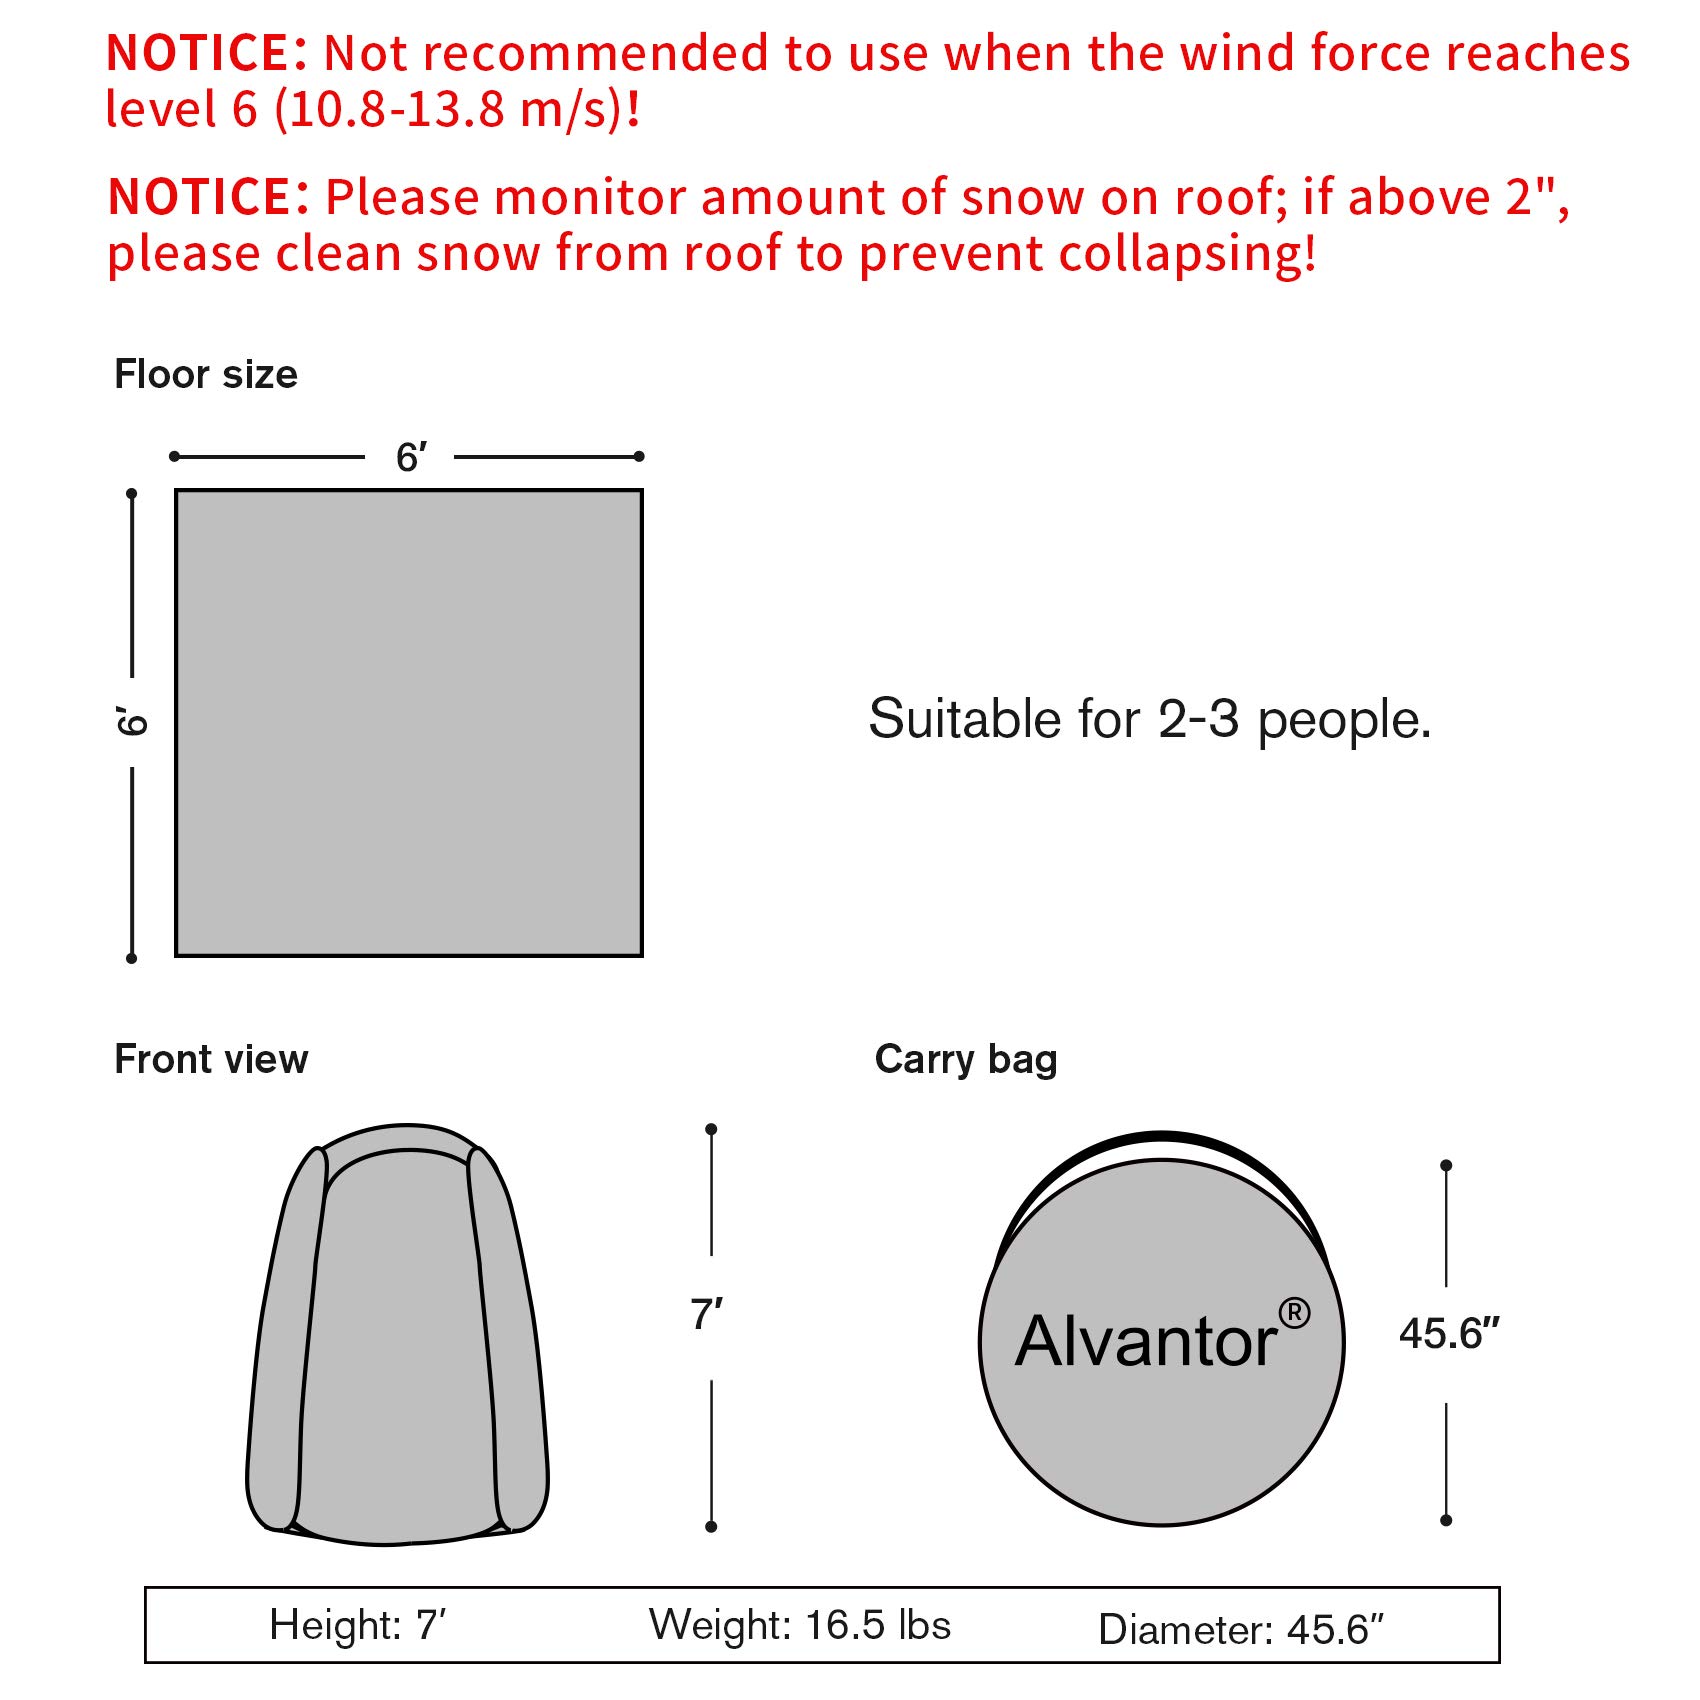 NOTICE: Not recommended to use when the wind force reaches
level 6 (10.8-13.8 m/s)!
NOTICE: Please monitor amount of snow on roof; if above 2",
please clean snow from roof to prevent collapsing!
Floor size
6′
6′
Suitable for 2-3 people.
Front view
Carry bag
7′
Alvantor®
45.6″
Height: 7′
Weight: 16.5 lbs
Diameter: 45.6″